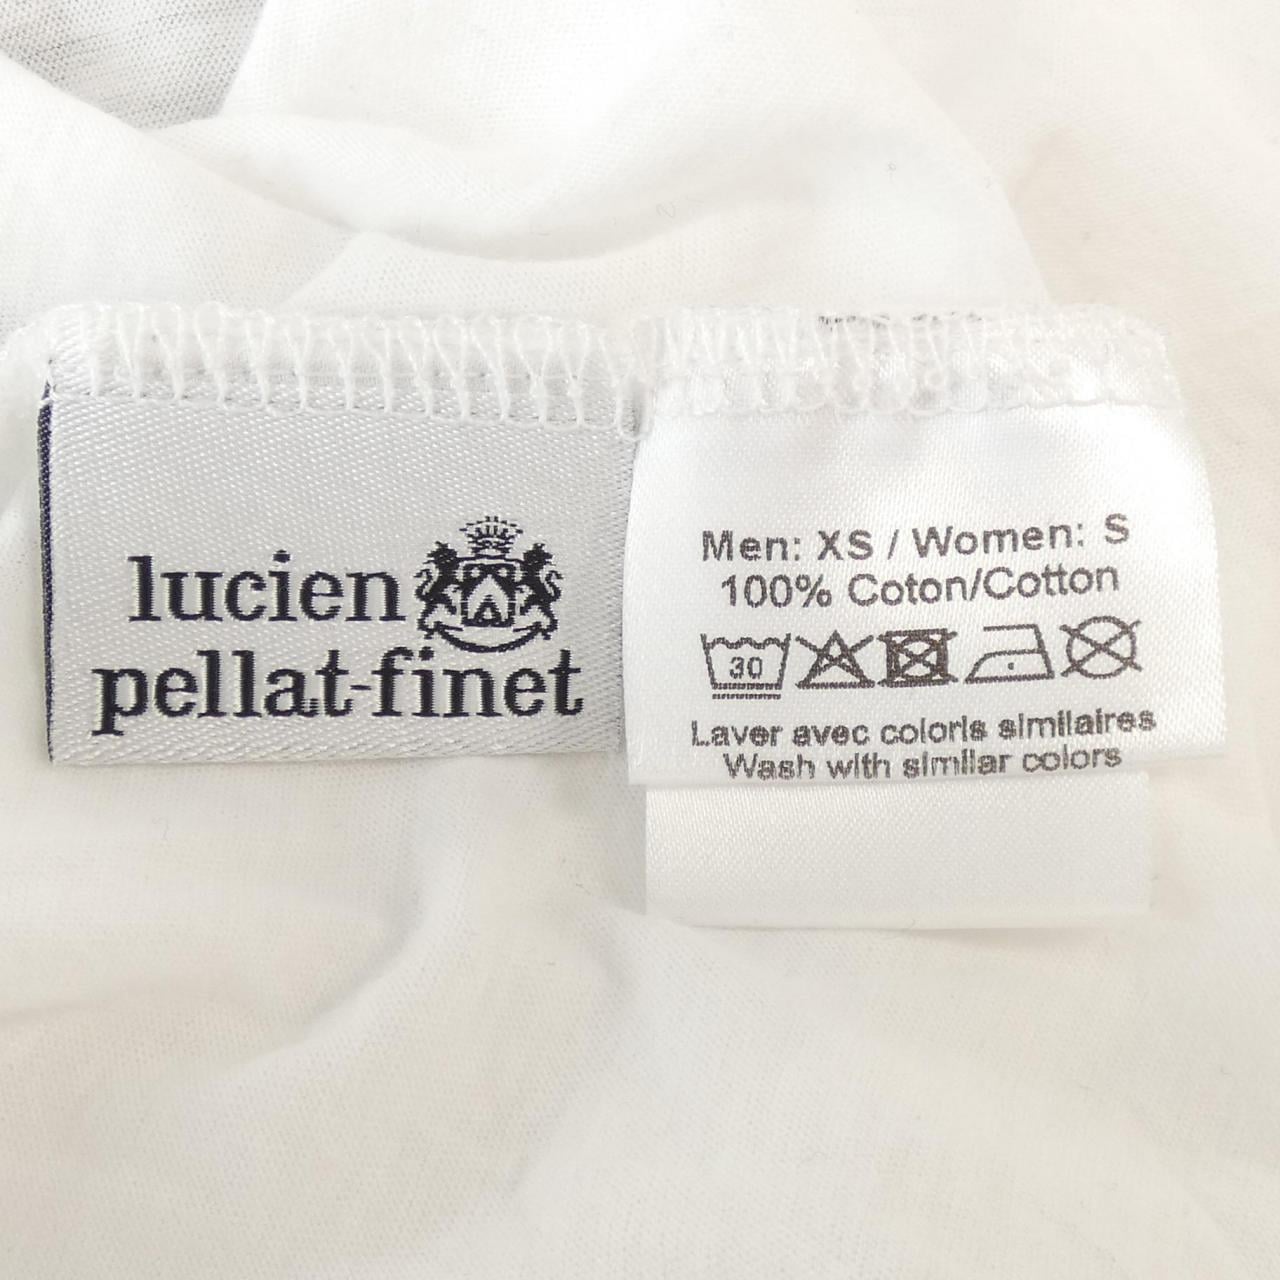 lucien
pellat-finet
Men: XS / Women: S
100% Coton/Cotton
30
Laver avec coloris similaires
Wash with similar colors